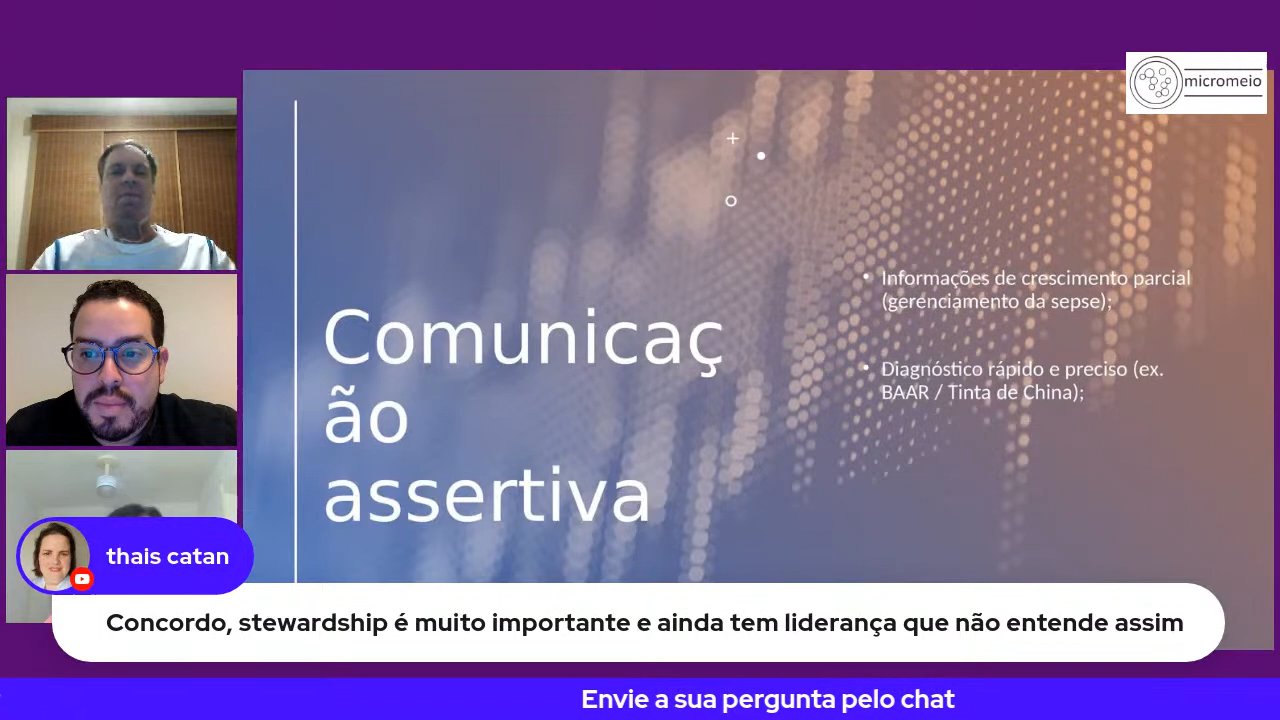 micromeio
Comunicaç
ão
assertiva
• Informações de crescimento parcial
(gerenciamento da sepse);
• Diagnóstico rápido e preciso (ex.
BAAR / Tinta de China);
thais catan
Concordo, stewardship é muito importante e ainda tem liderança que não entende assim
Envie a sua pergunta pelo chat